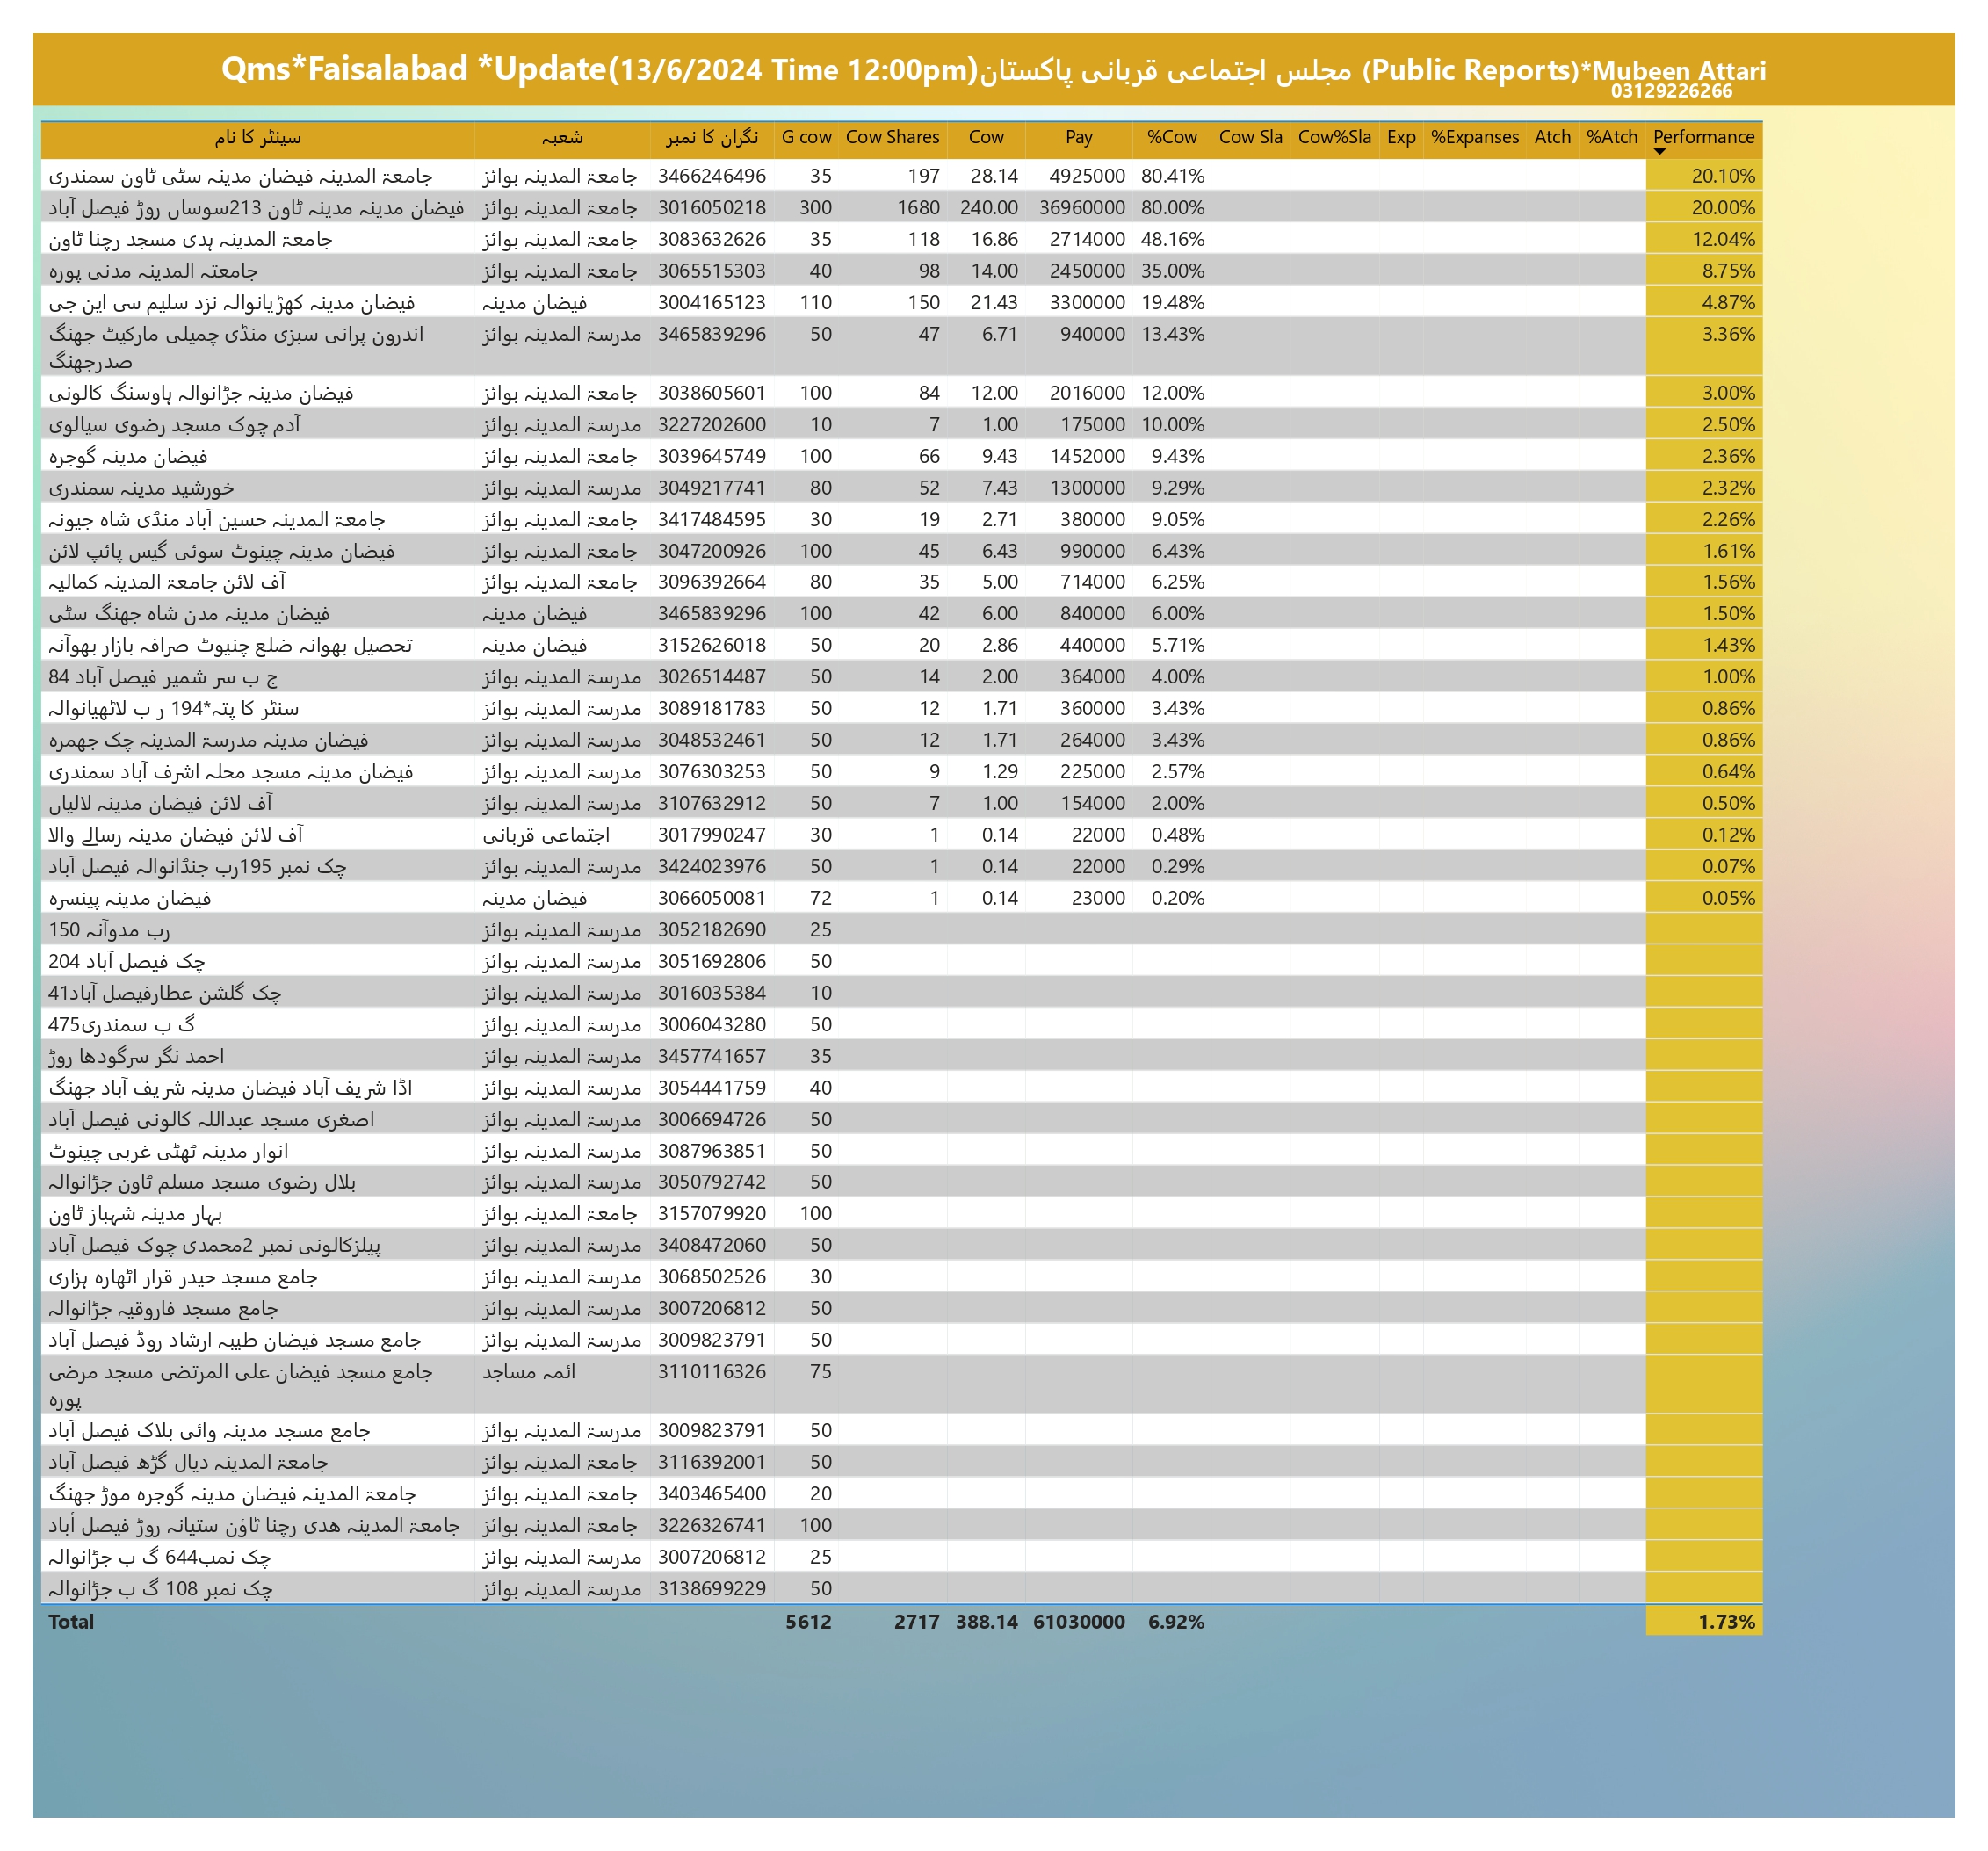 Qms*Faisalabad *Update(13/6/2024 Time 12:00pm)مجلس اجتماعی قربانی پاکستان (Public Reports)*Mubeen Attari
03129226266
سینٹر کا نام شعبہ نگران کا نمبر G cow Cow Shares Cow Pay %Cow Cow Sla Cow%Sla Exp %Expanses Atch %Atch Performance
جامعۃ المدینہ فیضان مدینہ سٹی ٹاون سمندری جامعۃ المدینہ بوائز 3466246496 35 197 28.14 4925000 80.41% 20.10%
فیضان مدینہ مدینہ ٹاون 213سوساں روڑ فیصل آباد جامعۃ المدینہ بوائز 3016050218 300 1680 240.00 36960000 80.00% 20.00%
جامعۃ المدینہ ہدی مسجد رچنا ٹاون جامعۃ المدینہ بوائز 3083632626 35 118 16.86 2714000 48.16% 12.04%
جامعتہ المدینہ مدنی پورہ جامعۃ المدینہ بوائز 3065515303 40 98 14.00 2450000 35.00% 8.75%
فیضان مدینہ کھڑیانوالہ نزد سلیم سی این جی فیضان مدینہ 3004165123 110 150 21.43 3300000 19.48% 4.87%
اندرون پرانی سبزی منڈی چمیلی مارکیٹ جھنگ مدرسۃ المدینہ بوائز 3465839296 50 47 6.71 940000 13.43% 3.36%
صدرجھنگ
فیضان مدینہ جڑانوالہ ہاوسنگ کالونی جامعۃ المدینہ بوائز 3038605601 100 84 12.00 2016000 12.00% 3.00%
آدم چوک مسجد رضوی سیالوی مدرسۃ المدینہ بوائز 3227202600 10 7 1.00 175000 10.00% 2.50%
فیضان مدینہ گوجرہ جامعۃ المدینہ بوائز 3039645749 100 66 9.43 1452000 9.43% 2.36%
خورشید مدینہ سمندری مدرسۃ المدینہ بوائز 3049217741 80 52 7.43 1300000 9.29% 2.32%
جامعۃ المدینہ حسین آباد منڈی شاہ جیونہ جامعۃ المدینہ بوائز 3417484595 30 19 2.71 380000 9.05% 2.26%
فیضان مدینہ چینوٹ سوئی گیس پائپ لائن جامعۃ المدینہ بوائز 3047200926 100 45 6.43 990000 6.43% 1.61%
آف لائن جامعۃ المدینہ کمالیہ جامعۃ المدینہ بوائز 3096392664 80 35 5.00 714000 6.25% 1.56%
فیضان مدینہ مدن شاہ جھنگ سٹی فیضان مدینہ 3465839296 100 42 6.00 840000 6.00% 1.50%
تحصیل بھوانہ ضلع چنیوٹ صرافہ بازار بھوآنہ فیضان مدینہ 3152626018 50 20 2.86 440000 5.71% 1.43%
84 ج ب سر شمیر فیصل آباد مدرسۃ المدینہ بوائز 3026514487 50 14 2.00 364000 4.00% 1.00%
سنٹر کا پتہ*194 ر ب لاٹھیانوالہ مدرسۃ المدینہ بوائز 3089181783 50 12 1.71 360000 3.43% 0.86%
فیضان مدینہ مدرسۃ المدینہ چک جھمرہ مدرسۃ المدینہ بوائز 3048532461 50 12 1.71 264000 3.43% 0.86%
فیضان مدینہ مسجد محلہ اشرف آباد سمندری مدرسۃ المدینہ بوائز 3076303253 50 9 1.29 225000 2.57% 0.64%
آف لائن فیضان مدینہ لالیاں مدرسۃ المدینہ بوائز 3107632912 50 7 1.00 154000 2.00% 0.50%
آف لائن فیضان مدینہ رسالے والا اجتماعی قربانی 3017990247 30 1 0.14 22000 0.48% 0.12%
چک نمبر 195رب جنڈانوالہ فیصل آباد مدرسۃ المدینہ بوائز 3424023976 50 1 0.14 22000 0.29% 0.07%
فیضان مدینہ پینسرہ فیضان مدینہ 3066050081 72 1 0.14 23000 0.20% 0.05%
150 رب مدوآنہ مدرسۃ المدینہ بوائز 3052182690 25
204 چک فیصل آباد مدرسۃ المدینہ بوائز 3051692806 50
41چک گلشن عطارفیصل آباد مدرسۃ المدینہ بوائز 3016035384 10
475گ ب سمندری مدرسۃ المدینہ بوائز 3006043280 50
احمد نگر سرگودھا روڑ مدرسۃ المدینہ بوائز 3457741657 35
اڈا شریف آباد فیضان مدینہ شریف آباد جھنگ مدرسۃ المدینہ بوائز 3054441759 40
اصغری مسجد عبداللہ کالونی فیصل آباد مدرسۃ المدینہ بوائز 3006694726 50
انوار مدینہ ٹھٹی غربی چینوٹ مدرسۃ المدینہ بوائز 3087963851 50
بلال رضوی مسجد مسلم ٹاون جڑانوالہ مدرسۃ المدینہ بوائز 3050792742 50
بہار مدینہ شہباز ٹاون جامعۃ المدینہ بوائز 3157079920 100
پیلزکالونی نمبر 2محمدی چوک فیصل آباد مدرسۃ المدینہ بوائز 3408472060 50
جامع مسجد حیدر قرار اٹھارہ ہزاری مدرسۃ المدینہ بوائز 3068502526 30
جامع مسجد فاروقیہ جڑانوالہ مدرسۃ المدینہ بوائز 3007206812 50
جامع مسجد فیضان طیبہ ارشاد روڈ فیصل آباد مدرسۃ المدینہ بوائز 3009823791 50
جامع مسجد فیضان علی المرتضی مسجد مرضی ائمہ مساجد 3110116326 75
پورہ
جامع مسجد مدینہ وائی بلاک فیصل آباد مدرسۃ المدینہ بوائز 3009823791 50
جامعۃ المدینہ دیال گڑھ فیصل آباد جامعۃ المدینہ بوائز 3116392001 50
جامعۃ المدینہ فیضان مدینہ گوجرہ موڑ جھنگ جامعۃ المدینہ بوائز 3403465400 20
جامعۃ المدینہ ھدی رچنا ٹاؤن ستیانہ روڑ فیصل أباد جامعۃ المدینہ بوائز 3226326741 100
چک نمب644 گ ب جڑانوالہ مدرسۃ المدینہ بوائز 3007206812 25
چک نمبر 108 گ ب جڑانوالہ مدرسۃ المدینہ بوائز 3138699229 50
Total 5612 2717 388.14 61030000 6.92% 1.73%